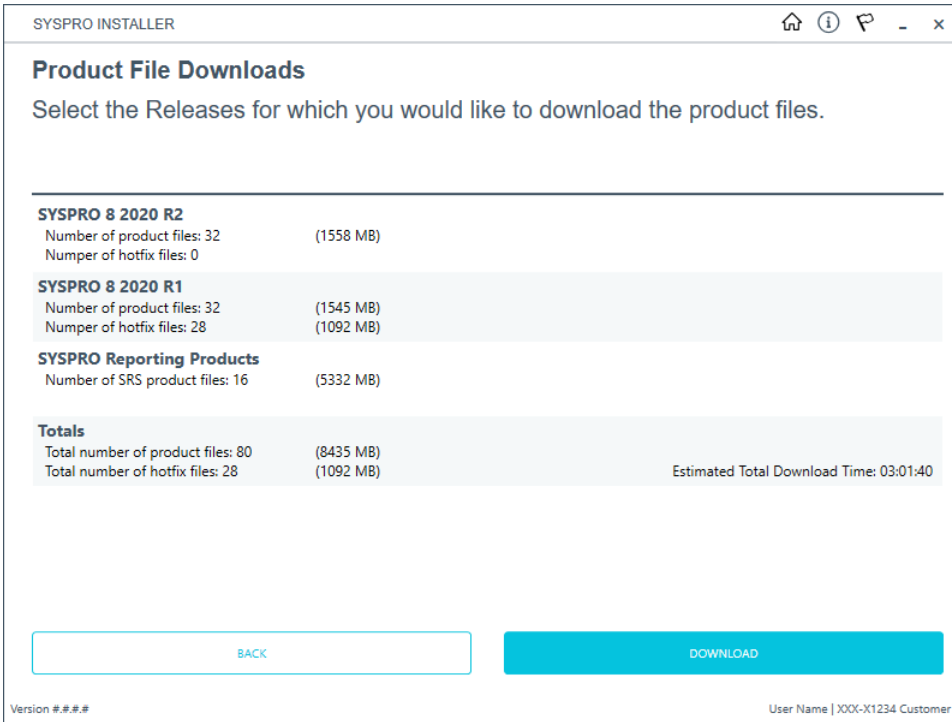 SYSPRO INSTALLER
Product File Downloads
Select the Releases for which you would like to download the product files.
SYSPRO 8 2020 R2
Number of product files: 32 (1558 MB)
Numper of hotfix files: 0
SYSPRO 8 2020 R1
Number of product files: 32 (1545 MB)
Numper of hotfix files: 28 (1092 MB)
SYSPRO Reporting Products
Number of SRS product files: 16 (5332 MB)
Totals
Total number of product files: 80 (8435 MB)
Total number of hotfix files: 28 (1092 MB) Estimated Total Download Time: 03:01:40
BACK DOWNLOAD
Version #.#.#.# User Name | XXX-X1234 Customer